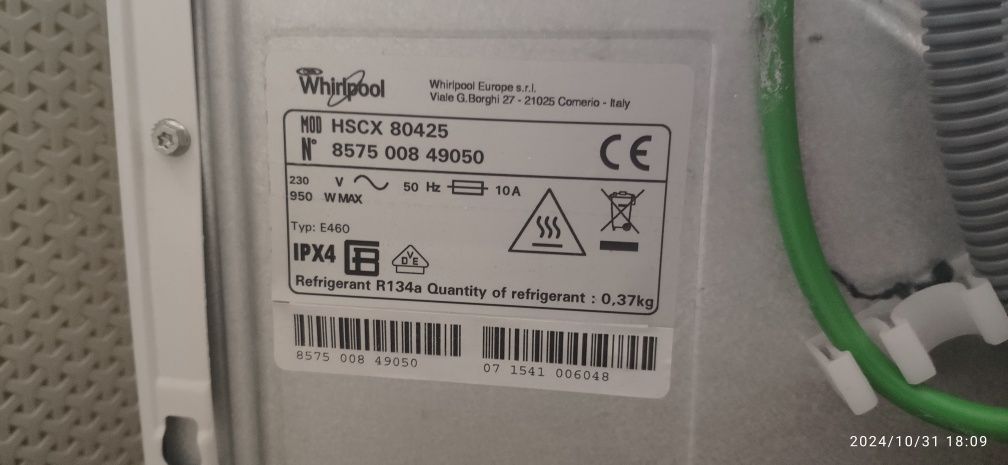 Whirlpool
Whirlpool Europe s.r.l.
Viale G.Borghi 27 - 21025 Comerio - Italy
MOD HSCX 80425
N° 8575 008 49050
CE
230 V 50 Hz 10A
950 W MAX
Typ: E460
IPX4
VDE
Refrigerant R134a Quantity of refrigerant : 0,37kg
8575 008 49050
07 1541 006048
2024/10/31 18:09